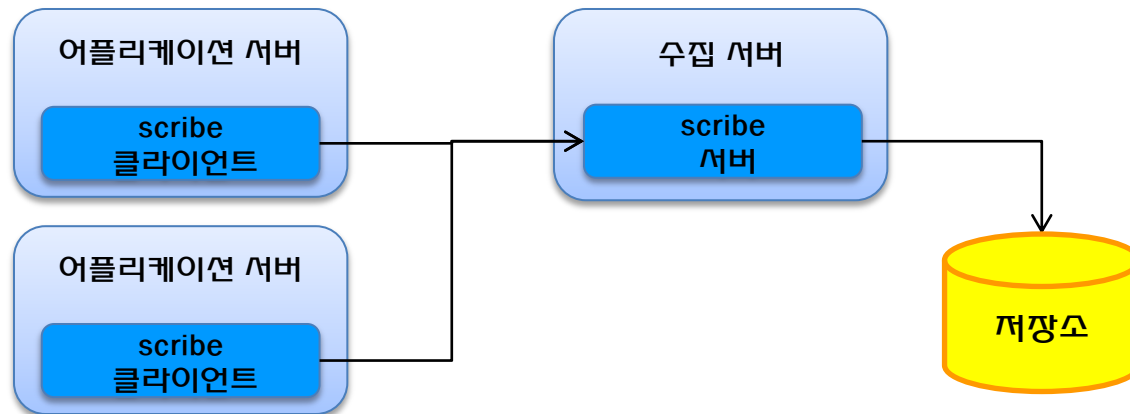 어플리케이션 서버
scribe
클라이언트
수집 서버
scribe
서버
어플리케이션 서버
scribe
클라이언트
저장소